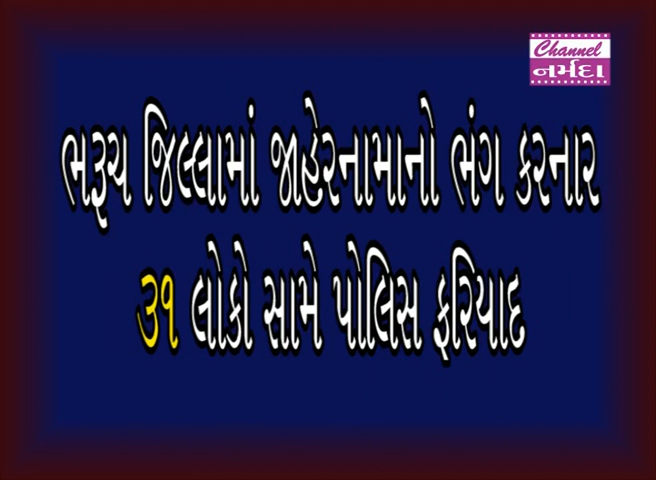 Channel
નર્મદા
ભરૂચ જિલ્લામાં જાહેરનામાનો ભંગ કરનાર
૩૧ લોકો સામે પોલિસ ફરિયાદ